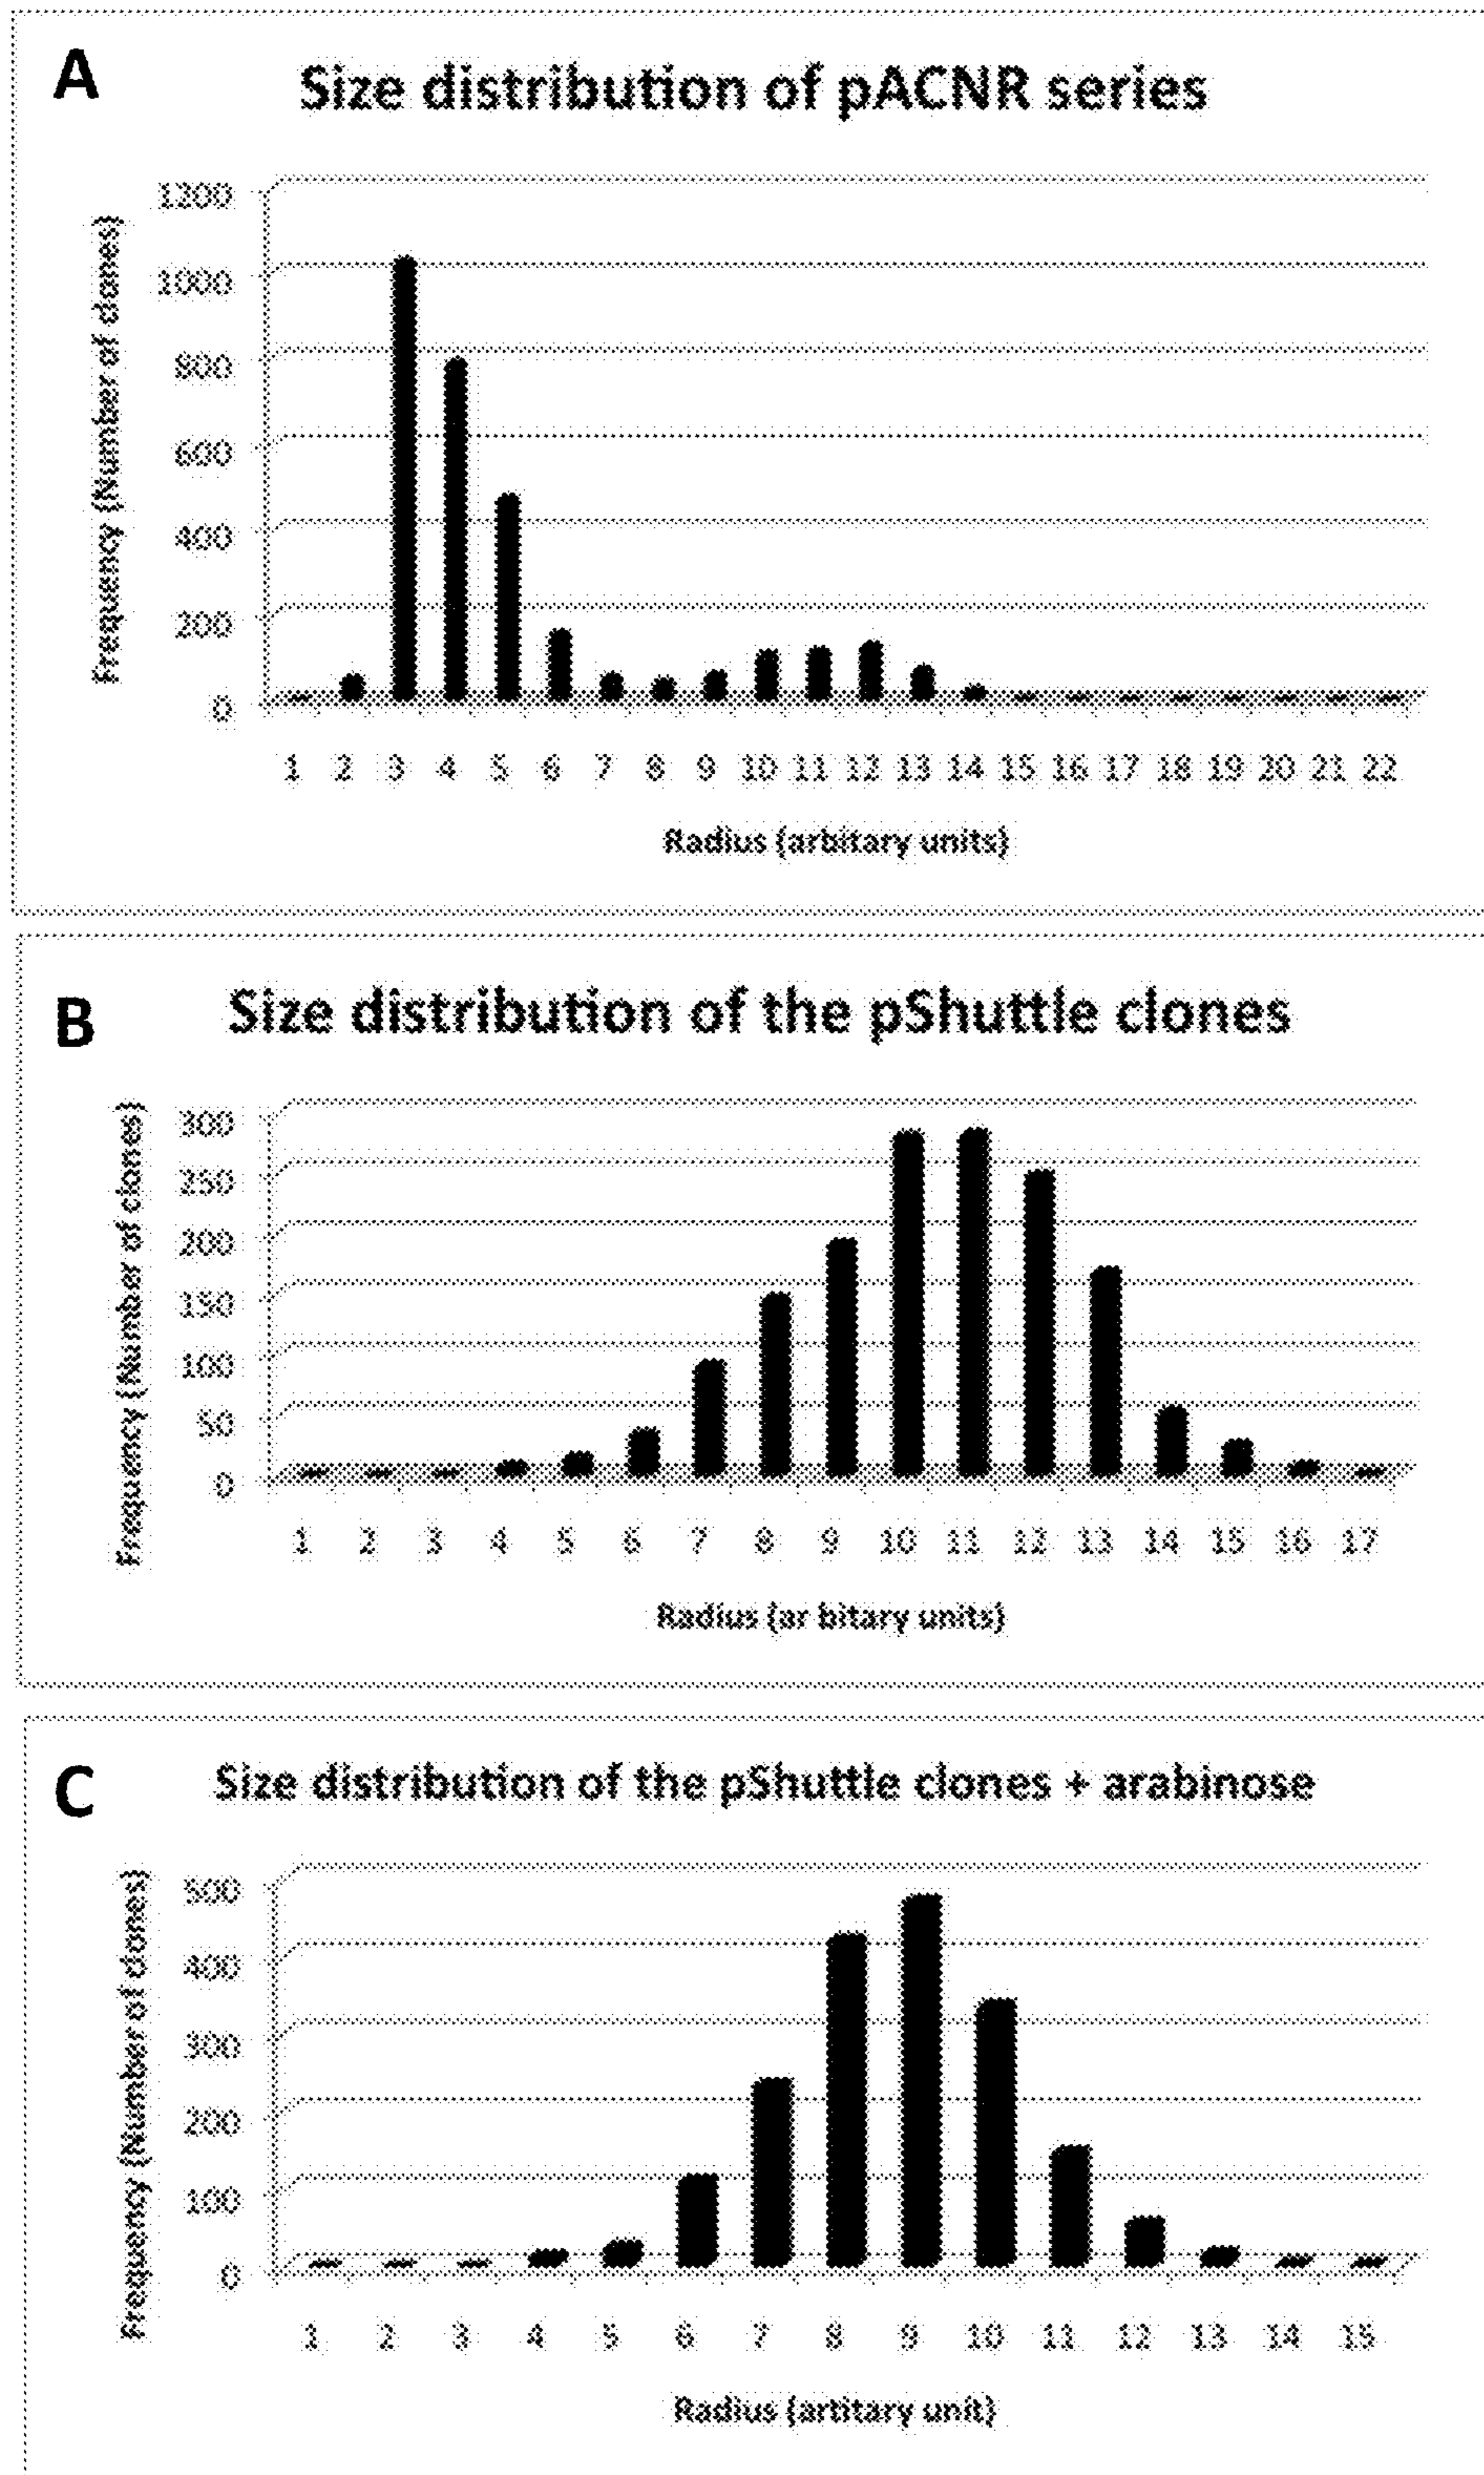 A
Size distribution of pACNR series
Frequency (Number of clones)
1200
1000
800
600
400
200
0
1 2 3 4 5 6 7 8 9 10 11 12 13 14 15 16 17 18 19 20 21 22
Radius (arbitary units)
B
Size distribution of the pShuttle clones
Frequency (Number of clones)
300
250
200
150
100
50
0
1 2 3 4 5 6 7 8 9 10 11 12 13 14 15 16 17
Radius (ar bitary units)
C
Size distribution of the pShuttle clones + arabinose
Frequency (Number of clones)
500
400
300
200
100
0
1 2 3 4 5 6 7 8 9 10 11 12 13 14 15
Radius (artitary unit)